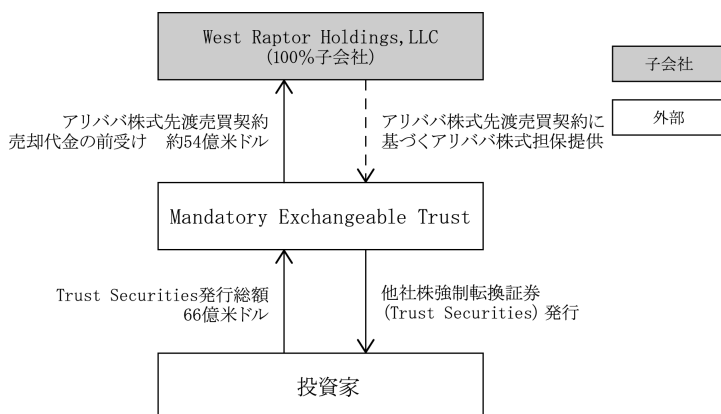 West Raptor Holdings,LLC
(100%子会社)
子会社
外部
アリババ株式先渡売買契約
売却代金の前受け 約54億米ドル
アリババ株式先渡売買契約に
基づくアリババ株式担保提供
Mandatory Exchangeable Trust
Trust Securities発行総額
66億米ドル
他社株強制転換証券
(Trust Securities) 発行
投資家